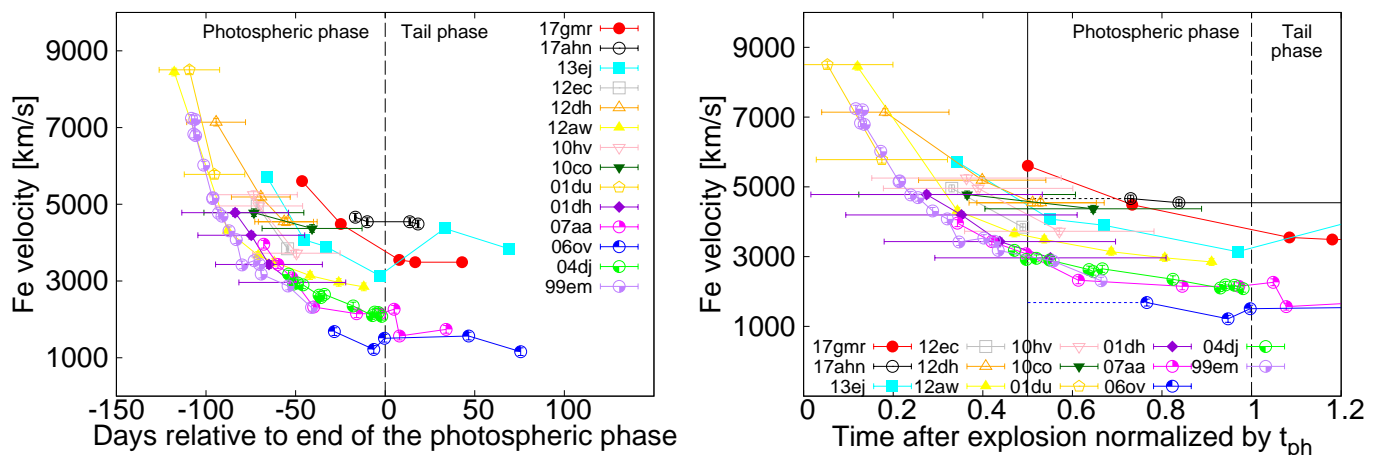 Photospheric phase Tail phase
17gmr
17ahn
13ej
12ec
12dh
12aw
10hv
10co
01du
01dh
07aa
06ov
04dj
99em
9000
7000
5000
3000
1000
Fe velocity [km/s]
-150 -100 -50 0 50 100
Days relative to end of the photospheric phase
Photospheric phase Tail
phase
9000
7000
5000
3000
1000
Fe velocity [km/s]
17gmr 12ec 10hv 01dh 04dj
17ahn 12dh 10co 07aa 99em
13ej 12aw 01du 06ov
0 0.2 0.4 0.6 0.8 1 1.2
Time after explosion normalized by tph